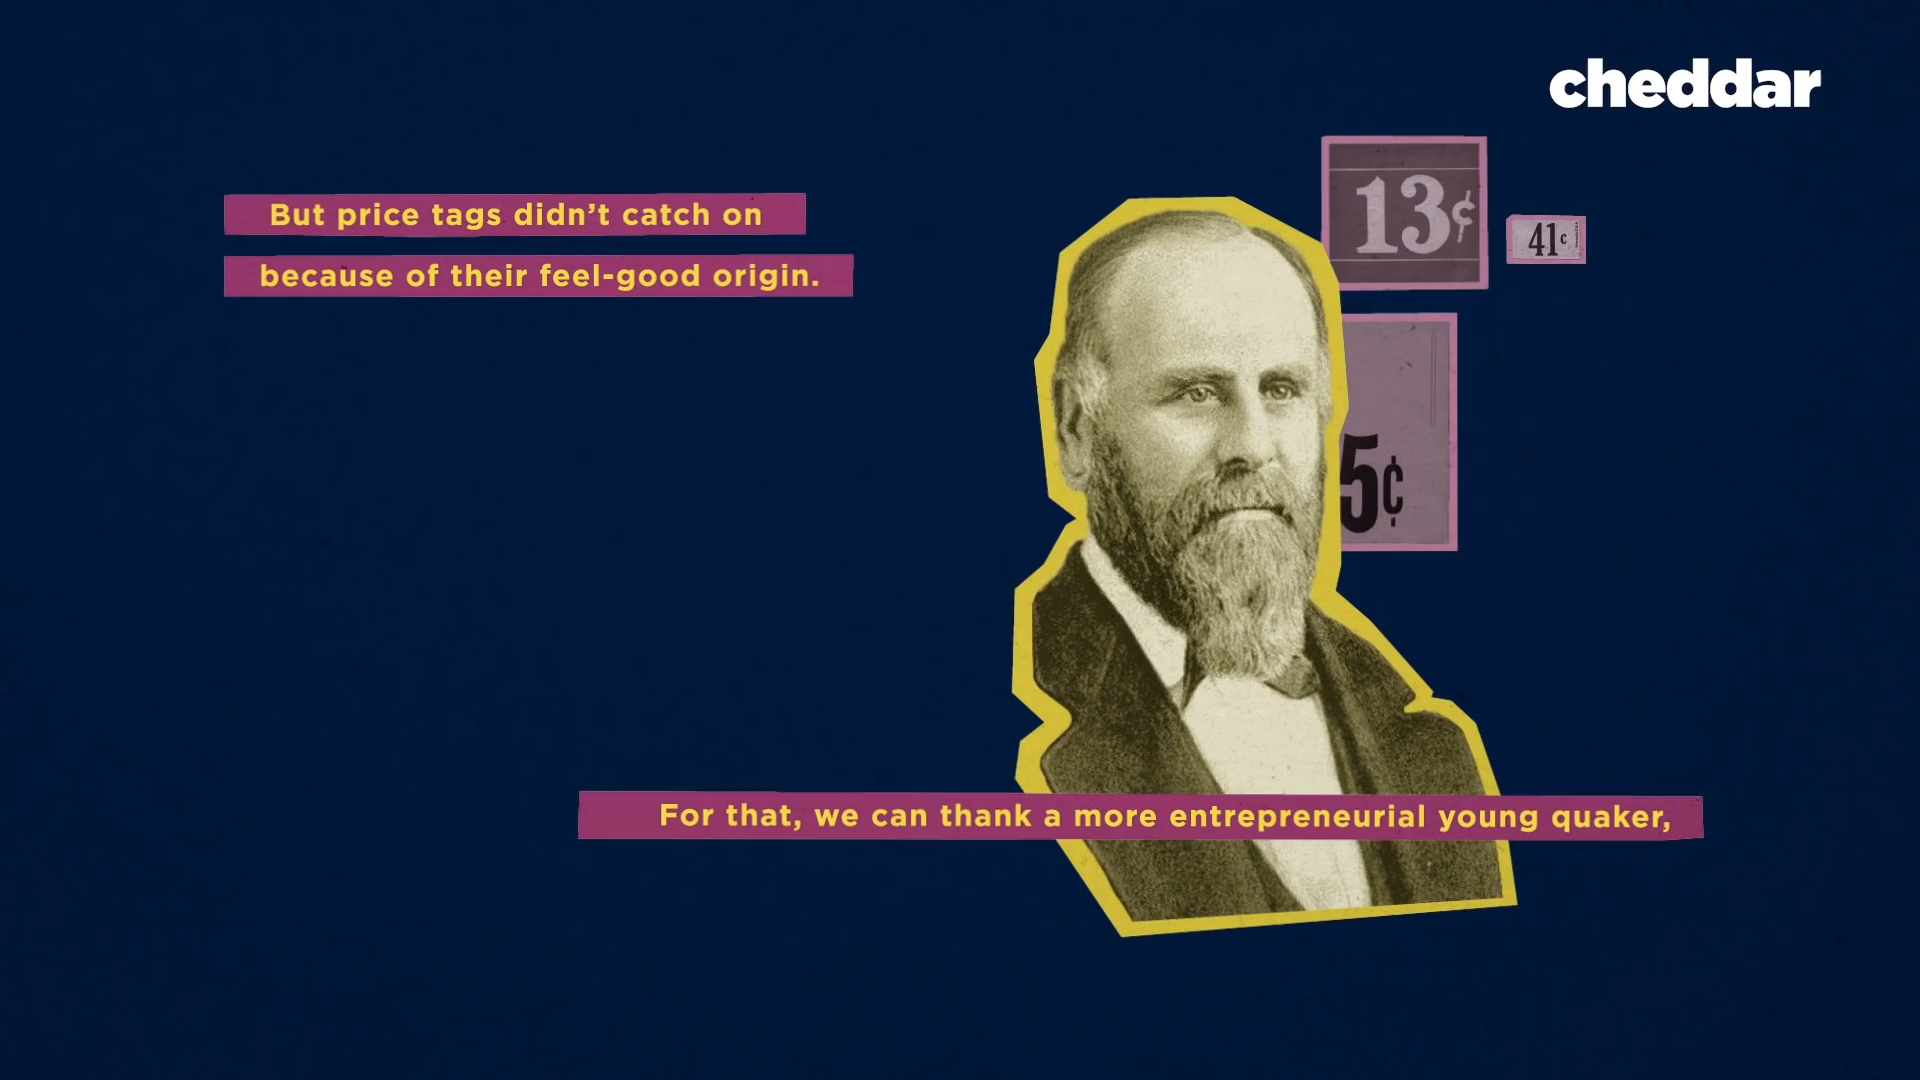 cheddar
But price tags didn’t catch on
because of their feel-good origin.
13¢
41c
5¢
For that, we can thank a more entrepreneurial young quaker,